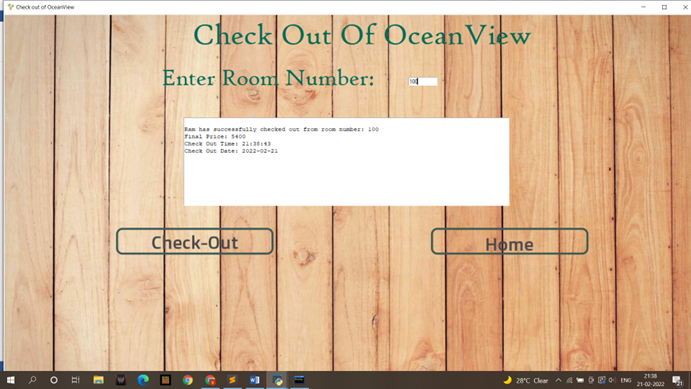 Check out of OceanView
Check Out Of OceanView
Enter Room Number:
100
Ram has successfully checked out from room number: 100
Final Price: 5400
Check Out Time: 21:38:43
Check Out Date: 2022-02-21
Check-Out
Home
28°C Clear
ENG
21:38
21-02-2022